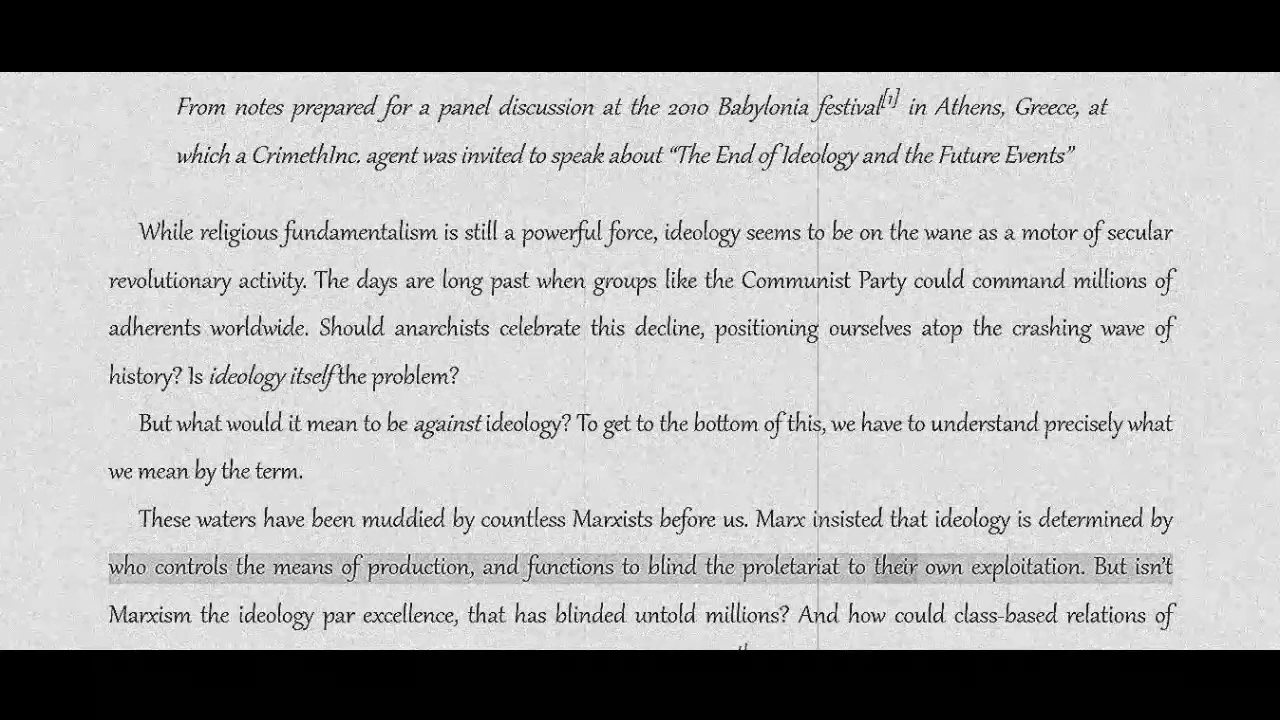 From notes prepared for a panel discussion at the 2010 Babylonia festival[1] in Athens, Greece, at
which a CrimethInc. agent was invited to speak about “The End of Ideology and the Future Events”
While religious fundamentalism is still a powerful force, ideology seems to be on the wane as a motor of secular
revolutionary activity. The days are long past when groups like the Communist Party could command millions of
adherents worldwide. Should anarchists celebrate this decline, positioning ourselves atop the crashing wave of
history? Is ideology itself the problem?
But what would it mean to be against ideology? To get to the bottom of this, we have to understand precisely what
we mean by the term.
These waters have been muddied by countless Marxists before us. Marx insisted that ideology is determined by
who controls the means of production, and functions to blind the proletariat to their own exploitation. But isn’t
Marxism the ideology par excellence, that has blinded untold millions? And how could class-based relations of